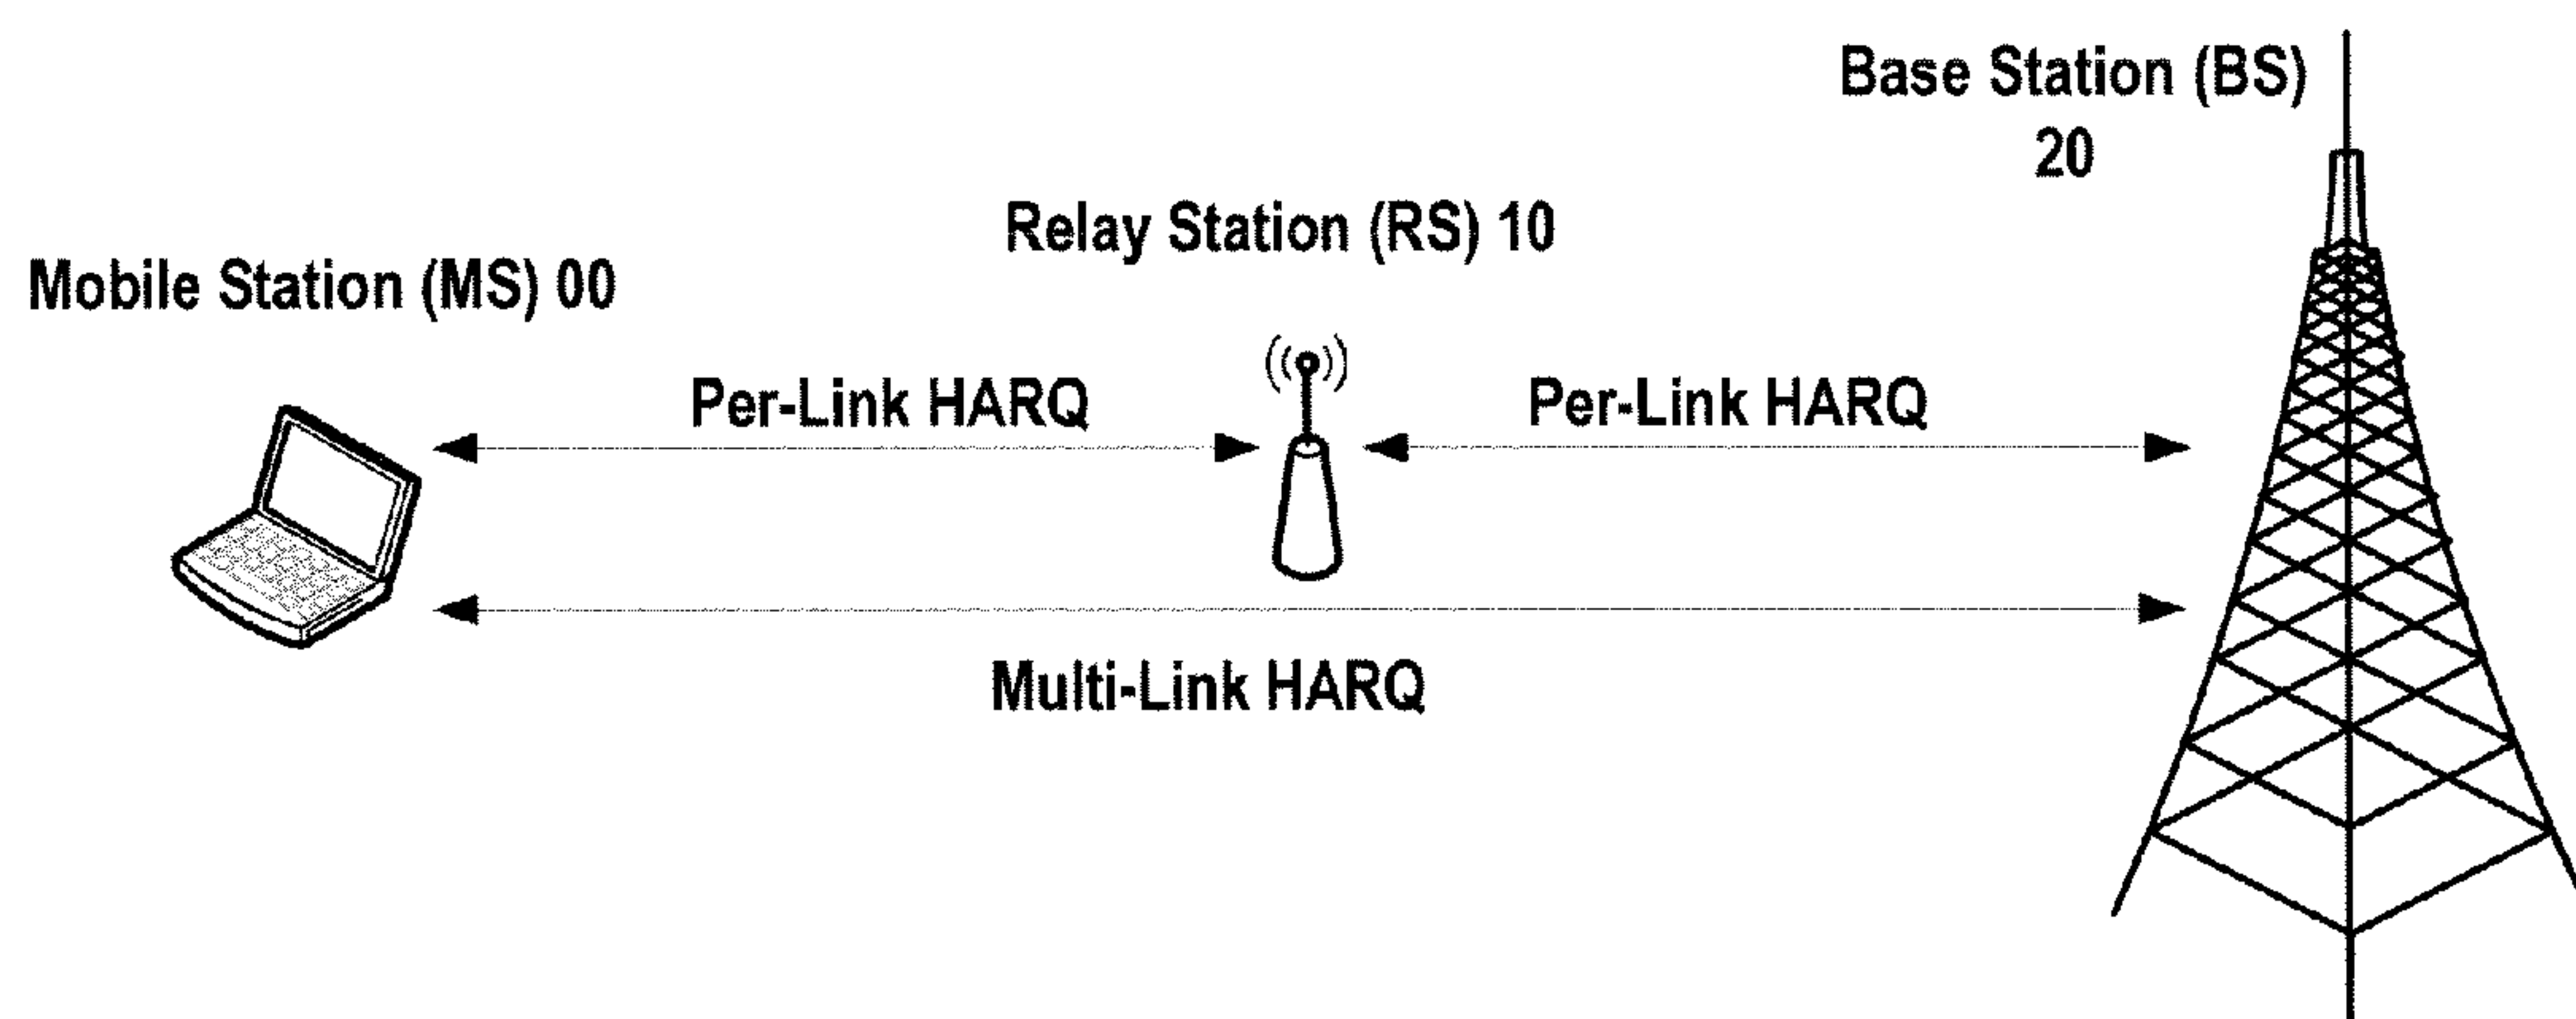 Base Station (BS)
20
Relay Station (RS) 10
Mobile Station (MS) 00
Per-Link HARQ
Per-Link HARQ
Multi-Link HARQ